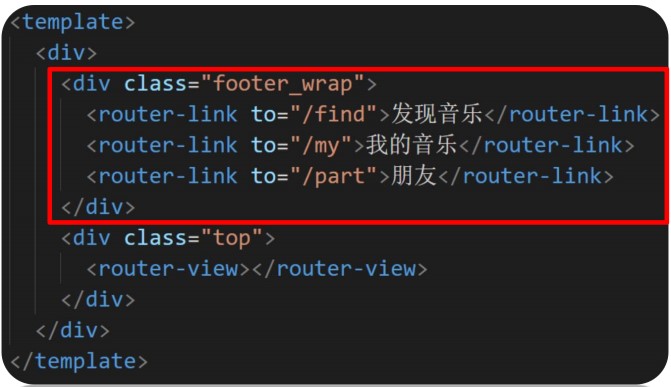 <template>
  <div>
    <div class="footer_wrap">
      <router-link to="/find">发现音乐</router-link>
      <router-link to="/my">我的音乐</router-link>
      <router-link to="/part">朋友</router-link>
    </div>
    <div class="top">
      <router-view></router-view>
    </div>
  </div>
</template>